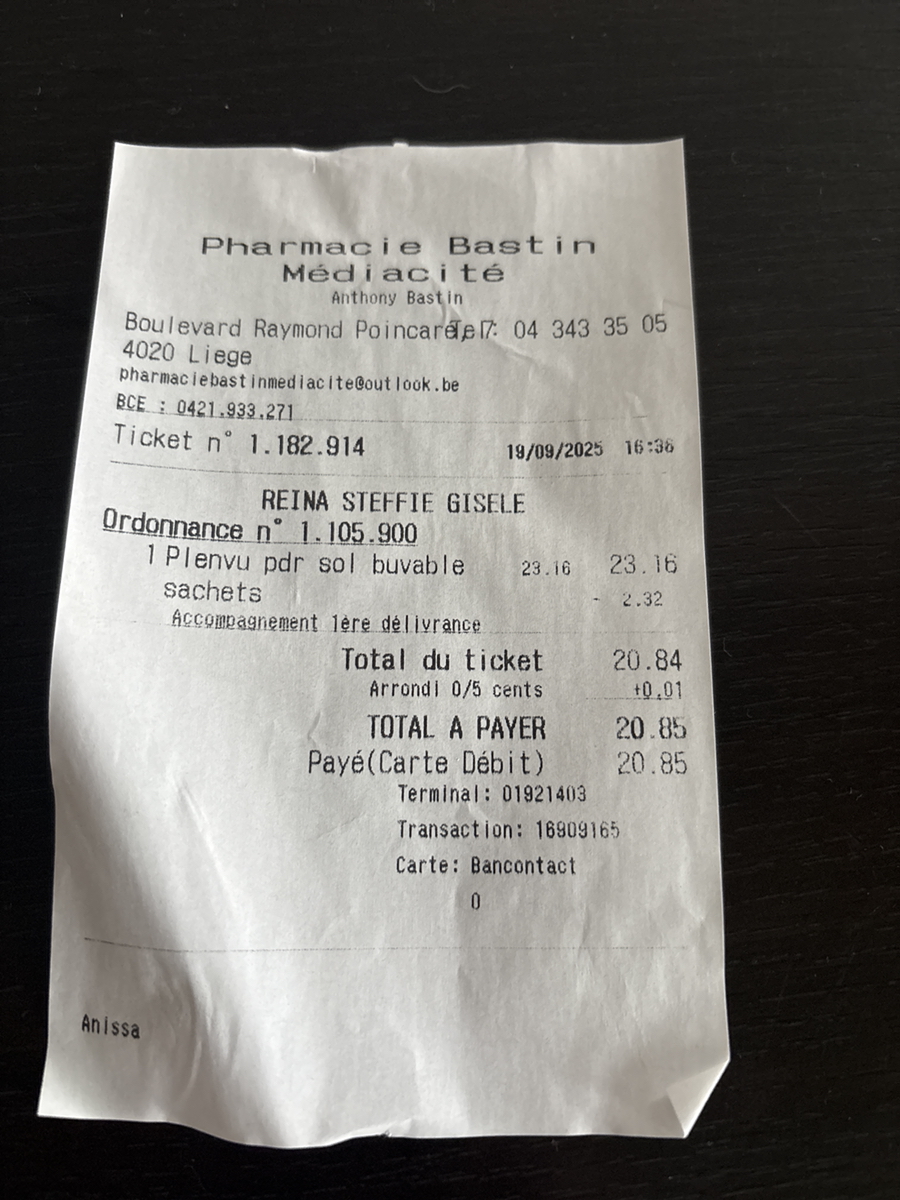 Pharmacie Bastin
Médiacité
Anthony Bastin
Boulevard Raymond Poincaré,7 Tel: 04 343 35 05
4020 Liege
pharmaciebastinmediacite@outlook.be
BCE : 0421.933.271
Ticket n° 1.182.914 19/09/2025 16:36
REINA STEFFIE GISELE
Ordonnance n° 1.105.900
1 Plenvu pdr sol buvable 23.16 23.16
sachets - 2.32
Accompagnement 1ère délivrance
Total du ticket 20.84
Arrondi 0/5 cents +0.01
TOTAL A PAYER 20.85
Payé(Carte Débit) 20.85
Terminal: 01921403
Transaction: 16909165
Carte: Bancontact
0
Anissa